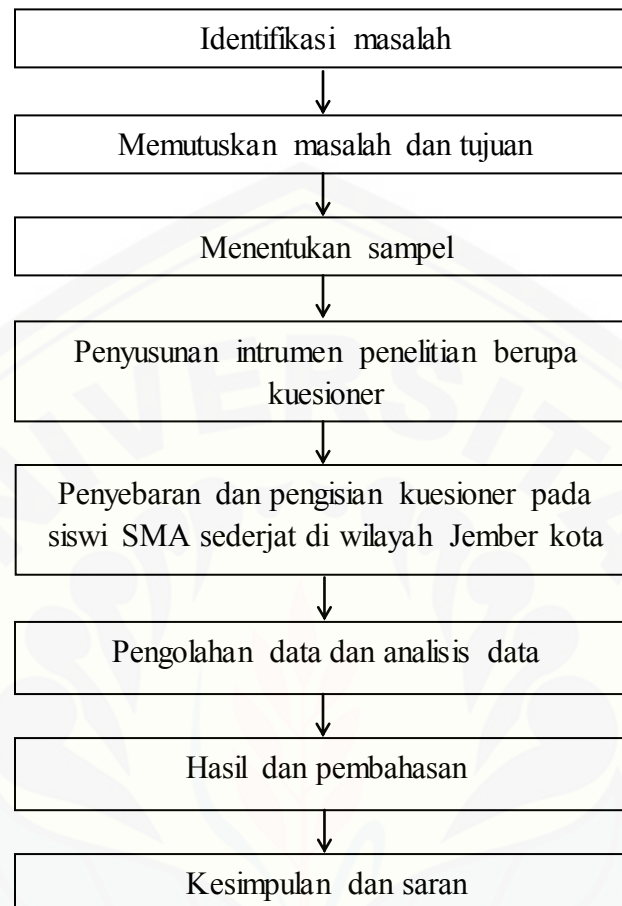 Identifikasi masalah
Memutuskan masalah dan tujuan
Menentukan sampel
Penyusunan intrumen penelitian berupa
kuesioner
Penyebaran dan pengisian kuesioner pada
siswi SMA sederjat di wilayah Jember kota
Pengolahan data dan analisis data
Hasil dan pembahasan
Kesimpulan dan saran